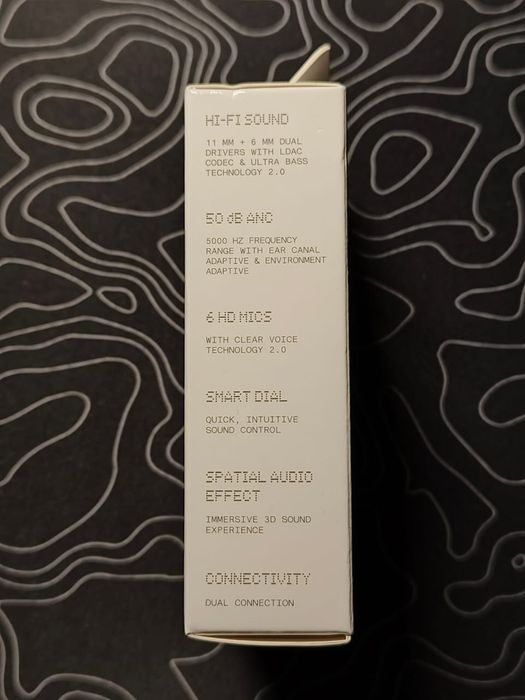 HI-FI SOUND
11 MM + 6 MM DUAL
DRIVERS WITH LDAC
CODEC & ULTRA BASS
TECHNOLOGY 2.0
50 dB ANC
5000 HZ FREQUENCY
RANGE WITH EAR CANAL
ADAPTIVE & ENVIRONMENT
ADAPTIVE
6 HD MICS
WITH CLEAR VOICE
TECHNOLOGY 2.0
SMART DIAL
QUICK, INTUITIVE
SOUND CONTROL
SPATIAL AUDIO
EFFECT
IMMERSIVE 3D SOUND
EXPERIENCE
CONNECTIVITY
DUAL CONNECTION